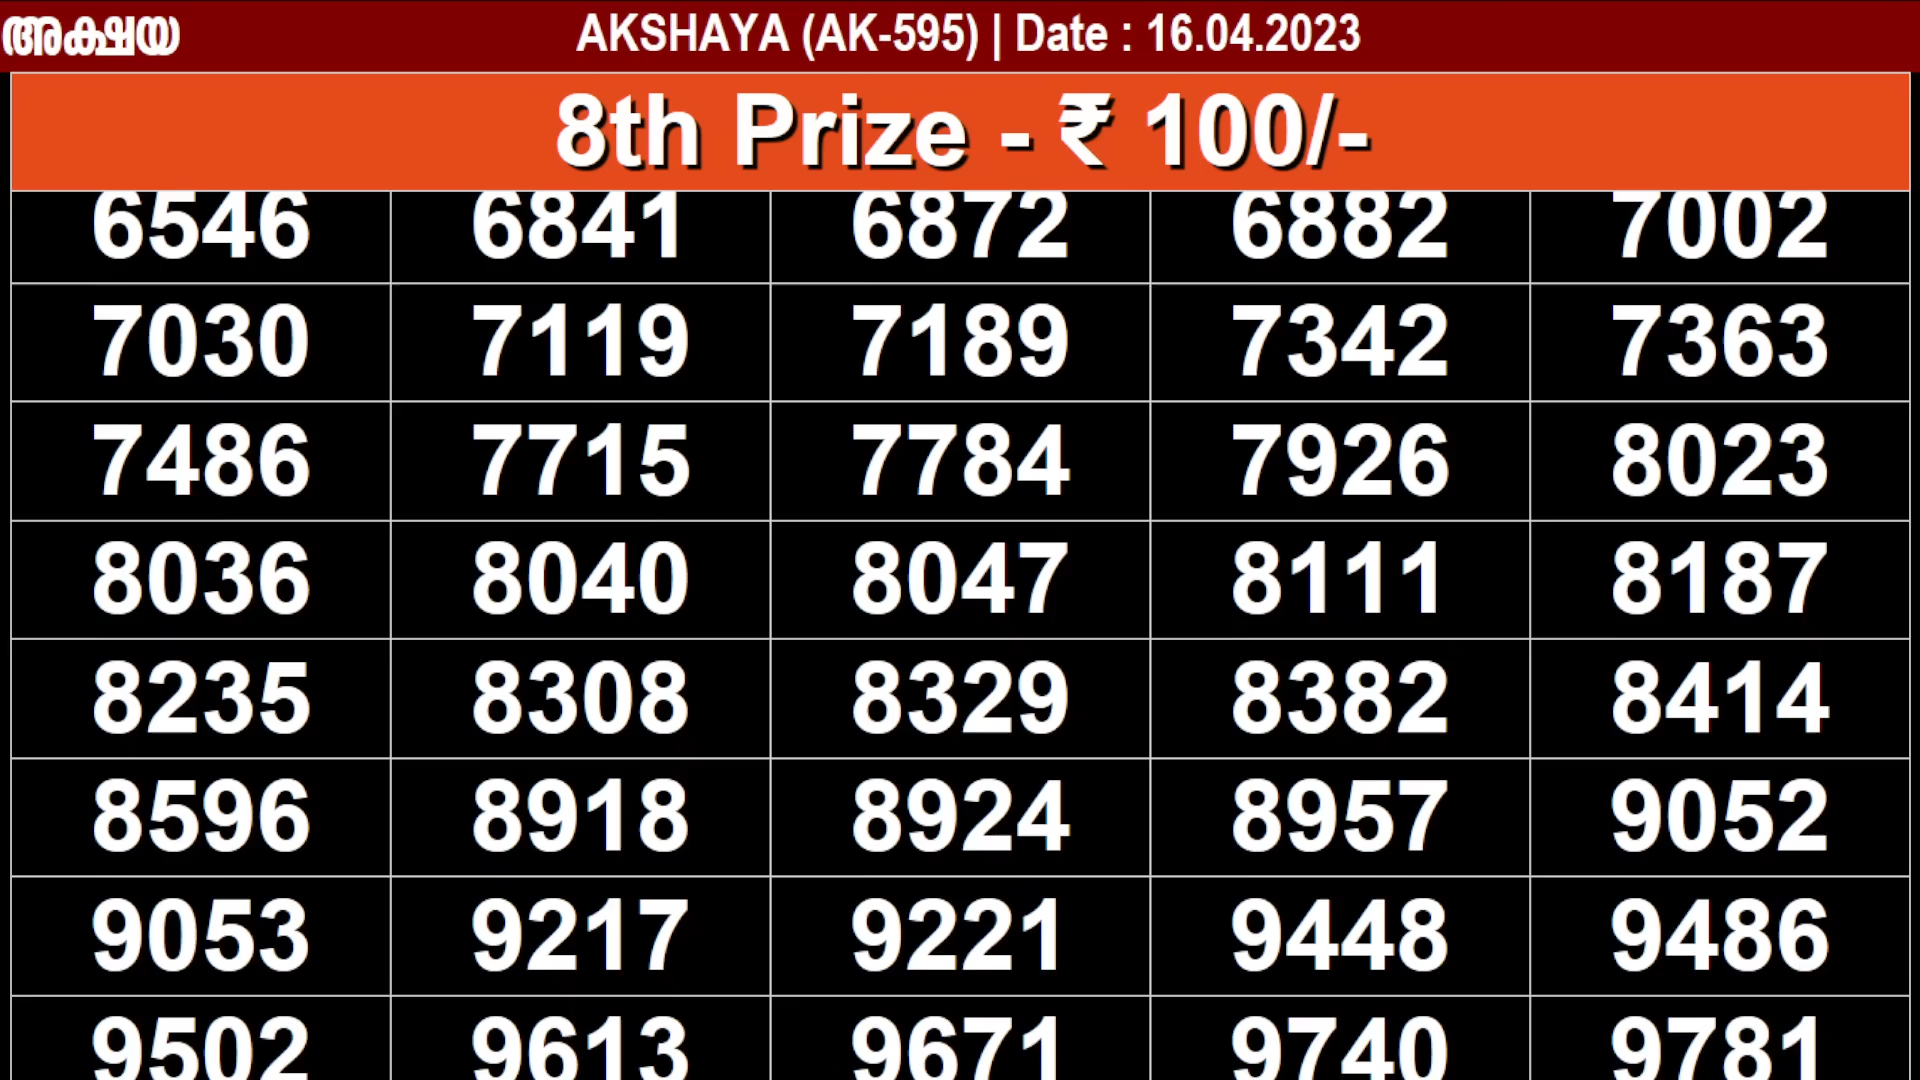 അക്ഷയ AKSHAYA (AK-595) | Date : 16.04.2023
8th Prize - ₹ 100/-
6546 6841 6872 6882 7002
7030 7119 7189 7342 7363
7486 7715 7784 7926 8023
8036 8040 8047 8111 8187
8235 8308 8329 8382 8414
8596 8918 8924 8957 9052
9053 9217 9221 9448 9486
9502 9613 9671 9740 9781